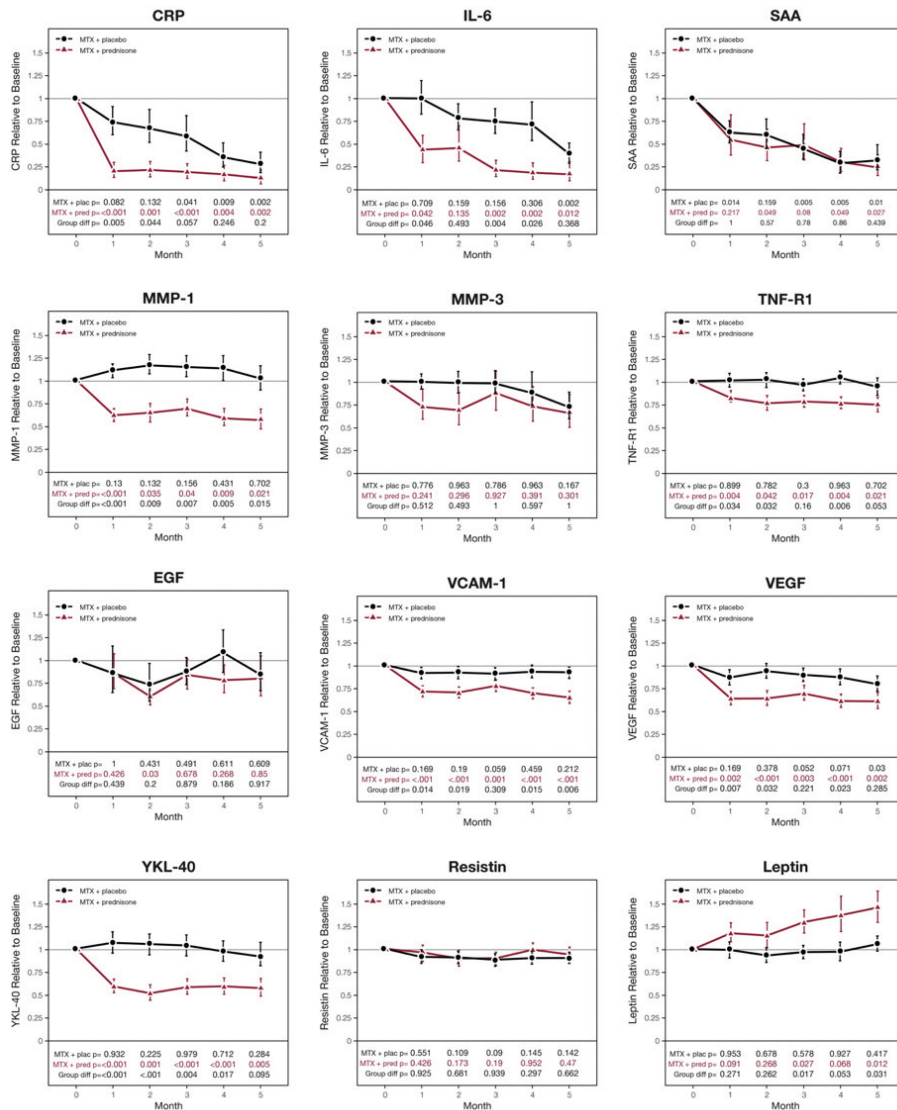 CRP
CRP Relative to Baseline
MTX + placebo
MTX + prednisone
1.5
1.25
1
0.75
0.5
0.25
0
MTX + plac p= 0.082 0.132 0.041 0.009 0.002
MTX + pred p= <0.001 0.001 <0.001 0.004 0.002
Group diff p= 0.005 0.044 0.057 0.246 0.2
0 1 2 3 4 5
Month
IL-6
IL-6 Relative to Baseline
MTX + placebo
MTX + prednisone
1.5
1.25
1
0.75
0.5
0.25
0
MTX + plac p= 0.709 0.159 0.156 0.306 0.002
MTX + pred p= 0.042 0.135 0.002 0.002 0.012
Group diff p= 0.046 0.493 0.004 0.026 0.368
0 1 2 3 4 5
Month
SAA
SAA Relative to Baseline
MTX + placebo
MTX + prednisone
1.5
1.25
1
0.75
0.5
0.25
0
MTX + plac p= 0.014 0.159 0.005 0.005 0.01
MTX + pred p= 0.217 0.049 0.08 0.049 0.027
Group diff p= 1 0.57 0.78 0.86 0.439
0 1 2 3 4 5
Month
MMP-1
MMP-1 Relative to Baseline
MTX + placebo
MTX + prednisone
1.5
1.25
1
0.75
0.5
0.25
0
MTX + plac p= 0.13 0.132 0.156 0.431 0.702
MTX + pred p= <0.001 0.035 0.04 0.009 0.021
Group diff p= <0.001 0.009 0.007 0.005 0.015
0 1 2 3 4 5
Month
MMP-3
MMP-3 Relative to Baseline
MTX + placebo
MTX + prednisone
1.5
1.25
1
0.75
0.5
0.25
0
MTX + plac p= 0.776 0.963 0.786 0.963 0.167
MTX + pred p= 0.241 0.296 0.927 0.391 0.301
Group diff p= 0.512 0.493 1 0.597 1
0 1 2 3 4 5
Month
TNF-R1
TNF-R1 Relative to Baseline
MTX + placebo
MTX + prednisone
1.5
1.25
1
0.75
0.5
0.25
0
MTX + plac p= 0.899 0.782 0.3 0.963 0.702
MTX + pred p= 0.004 0.042 0.017 0.004 0.021
Group diff p= 0.034 0.032 0.16 0.006 0.053
0 1 2 3 4 5
Month
EGF
EGF Relative to Baseline
MTX + placebo
MTX + prednisone
1.5
1.25
1
0.75
0.5
0.25
0
MTX + plac p= 1 0.431 0.491 0.611 0.609
MTX + pred p= 0.426 0.03 0.678 0.268 0.85
Group diff p= 0.439 0.2 0.879 0.186 0.917
0 1 2 3 4 5
Month
VCAM-1
VCAM-1 Relative to Baseline
MTX + placebo
MTX + prednisone
1.5
1.25
1
0.75
0.5
0.25
0
MTX + plac p= 0.169 0.19 0.059 0.459 0.212
MTX + pred p= <.001 <.001 <.001 <.001 <.001
Group diff p= 0.014 0.019 0.309 0.015 0.006
0 1 2 3 4 5
Month
VEGF
VEGF Relative to Baseline
MTX + placebo
MTX + prednisone
1.5
1.25
1
0.75
0.5
0.25
0
MTX + plac p= 0.169 0.378 0.052 0.071 0.03
MTX + pred p= 0.002 <0.001 0.003 <0.001 0.002
Group diff p= 0.007 0.032 0.221 0.023 0.285
0 1 2 3 4 5
Month
YKL-40
YKL-40 Relative to Baseline
MTX + placebo
MTX + prednisone
1.5
1.25
1
0.75
0.5
0.25
0
MTX + plac p= 0.932 0.225 0.979 0.712 0.284
MTX + pred p= <0.001 0.001 <0.001 <0.001 0.005
Group diff p= <0.001 <.001 0.004 0.017 0.095
0 1 2 3 4 5
Month
Resistin
Resistin Relative to Baseline
MTX + placebo
MTX + prednisone
1.5
1.25
1
0.75
0.5
0.25
0
MTX + plac p= 0.551 0.109 0.09 0.145 0.142
MTX + pred p= 0.426 0.173 0.19 0.952 0.47
Group diff p= 0.925 0.681 0.939 0.297 0.662
0 1 2 3 4 5
Month
Leptin
Leptin Relative to Baseline
MTX + placebo
MTX + prednisone
1.5
1.25
1
0.75
0.5
0.25
0
MTX + plac p= 0.953 0.678 0.578 0.927 0.417
MTX + pred p= 0.091 0.268 0.027 0.068 0.012
Group diff p= 0.271 0.262 0.017 0.053 0.031
0 1 2 3 4 5
Month